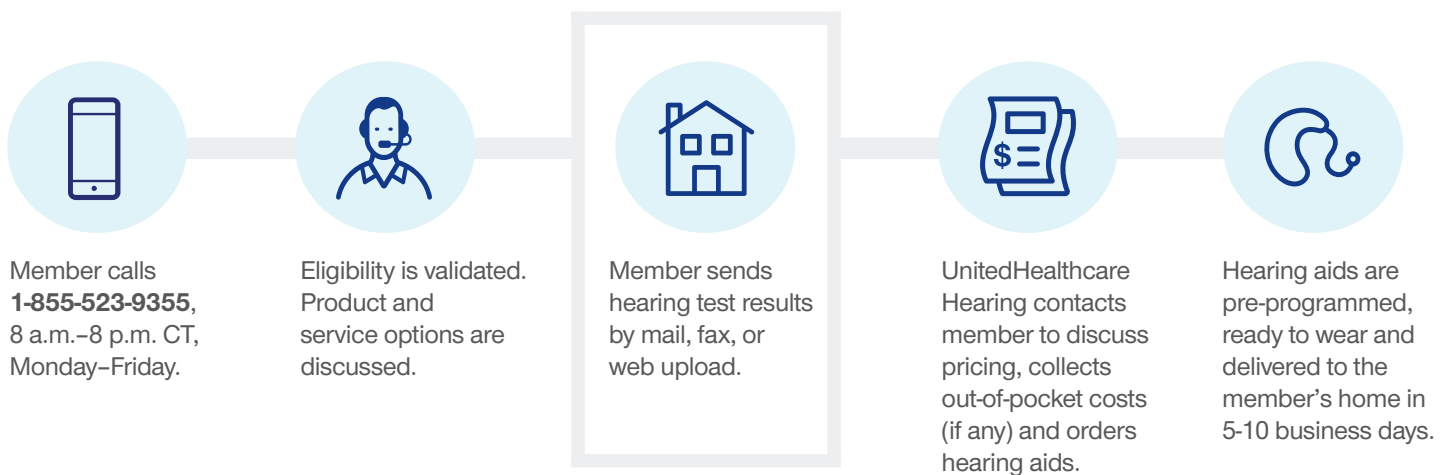 Member calls
1-855-523-9355,
8 a.m.–8 p.m. CT,
Monday–Friday.
Eligibility is validated.
Product and
service options are
discussed.
Member sends
hearing test results
by mail, fax, or
web upload.
$
UnitedHealthcare
Hearing contacts
member to discuss
pricing, collects
out-of-pocket costs
(if any) and orders
hearing aids.
Hearing aids are
pre-programmed,
ready to wear and
delivered to the
member’s home in
5-10 business days.